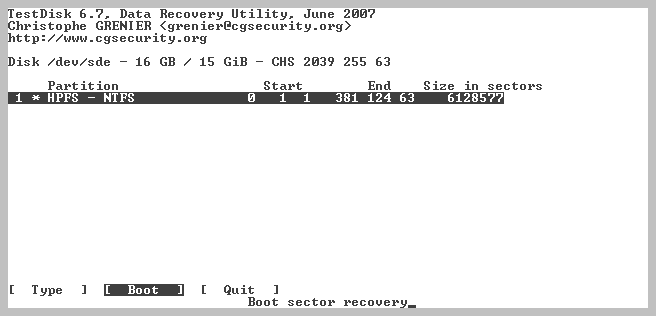 TestDisk 6.7, Data Recovery Utility, June 2007
Christophe GRENIER <grenier@cgsecurity.org>
http://www.cgsecurity.org
Disk /dev/sde - 16 GB / 15 GiB - CHS 2039 255 63
Partition Start End Size in sectors
1 * HPFS - NTFS 0 1 1 381 124 63 6128577
[ Type ] [ Boot ] [ Quit ]
Boot sector recovery_